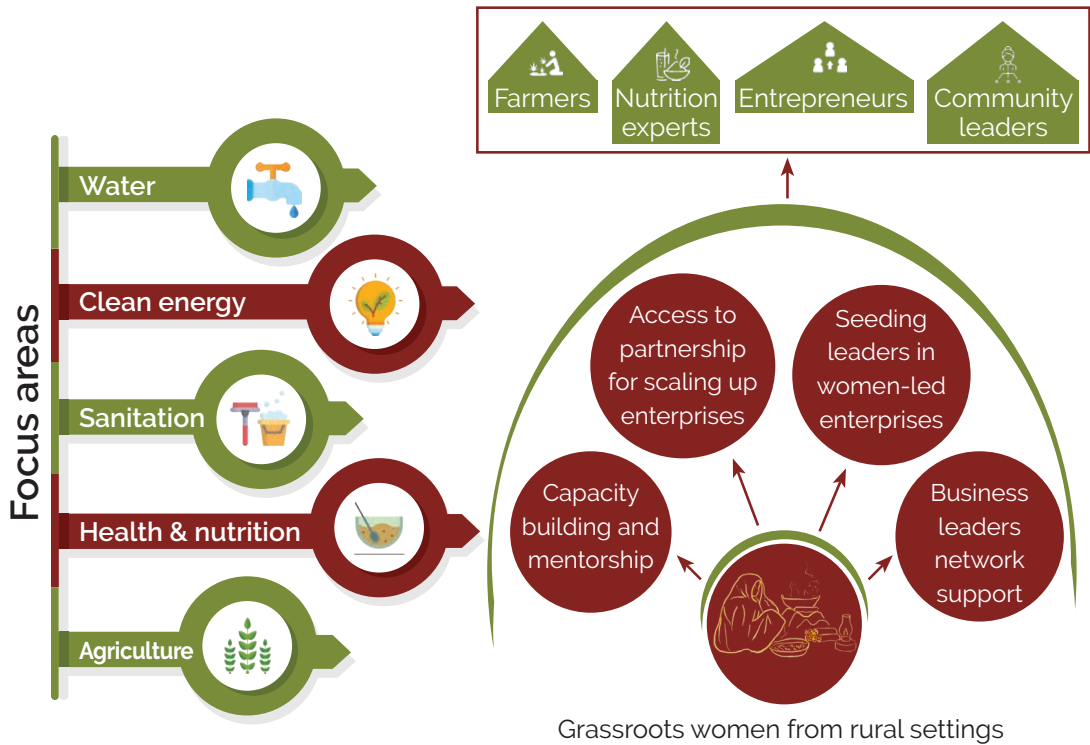 Focus areas
Water
Clean energy
Sanitation
Health & nutrition
Agriculture
Farmers
Nutrition
experts
Entrepreneurs
Community
leaders
Access to
partnership
for scaling up
enterprises
Seeding
leaders in
women-led
enterprises
Capacity
building and
mentorship
Business
leaders
network
support
Grassroots women from rural settings